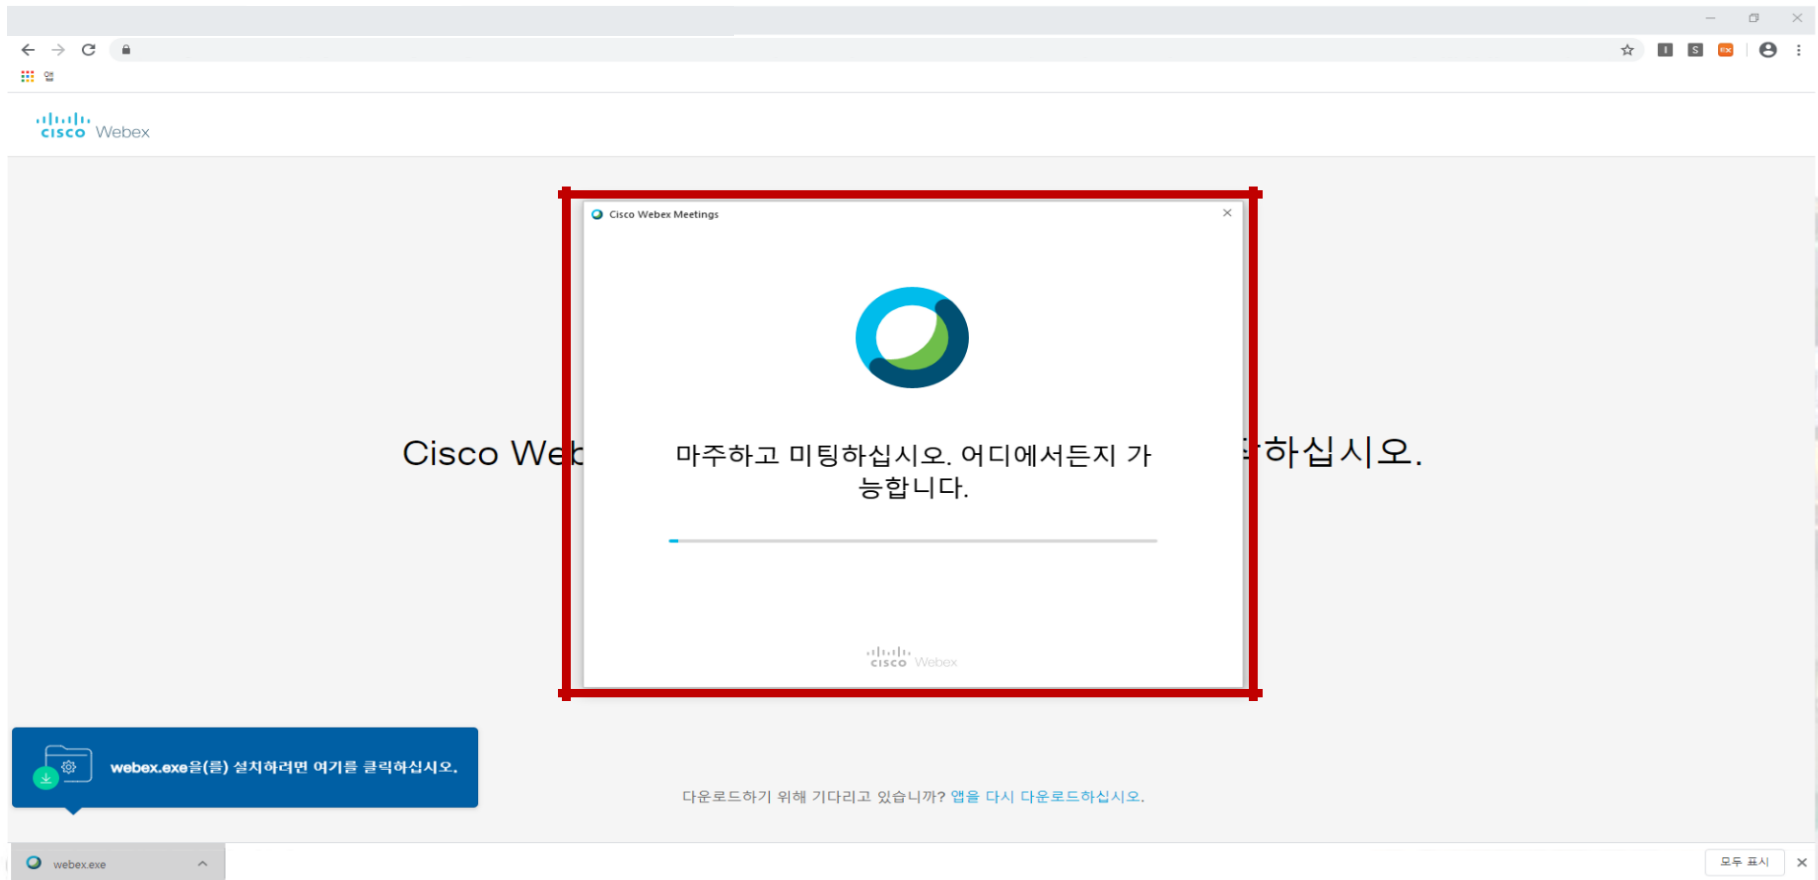 앱
cisco Webex
Cisco Webex Meetings
Cisco Web
하십시오.
마주하고 미팅하십시오. 어디에서든지 가
능합니다.
cisco Webex
webex.exe을(를) 설치하려면 여기를 클릭하십시오.
다운로드하기 위해 기다리고 있습니까? 앱을 다시 다운로드하십시오.
webex.exe
모두 표시